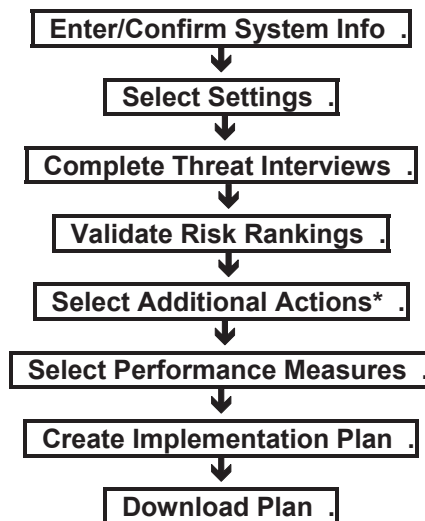 Enter/Confirm System Info .
Select Settings .
Complete Threat Interviews .
Validate Risk Rankings .
Select Additional Actions* .
Select Performance Measures .
Create Implementation Plan .
Download Plan .